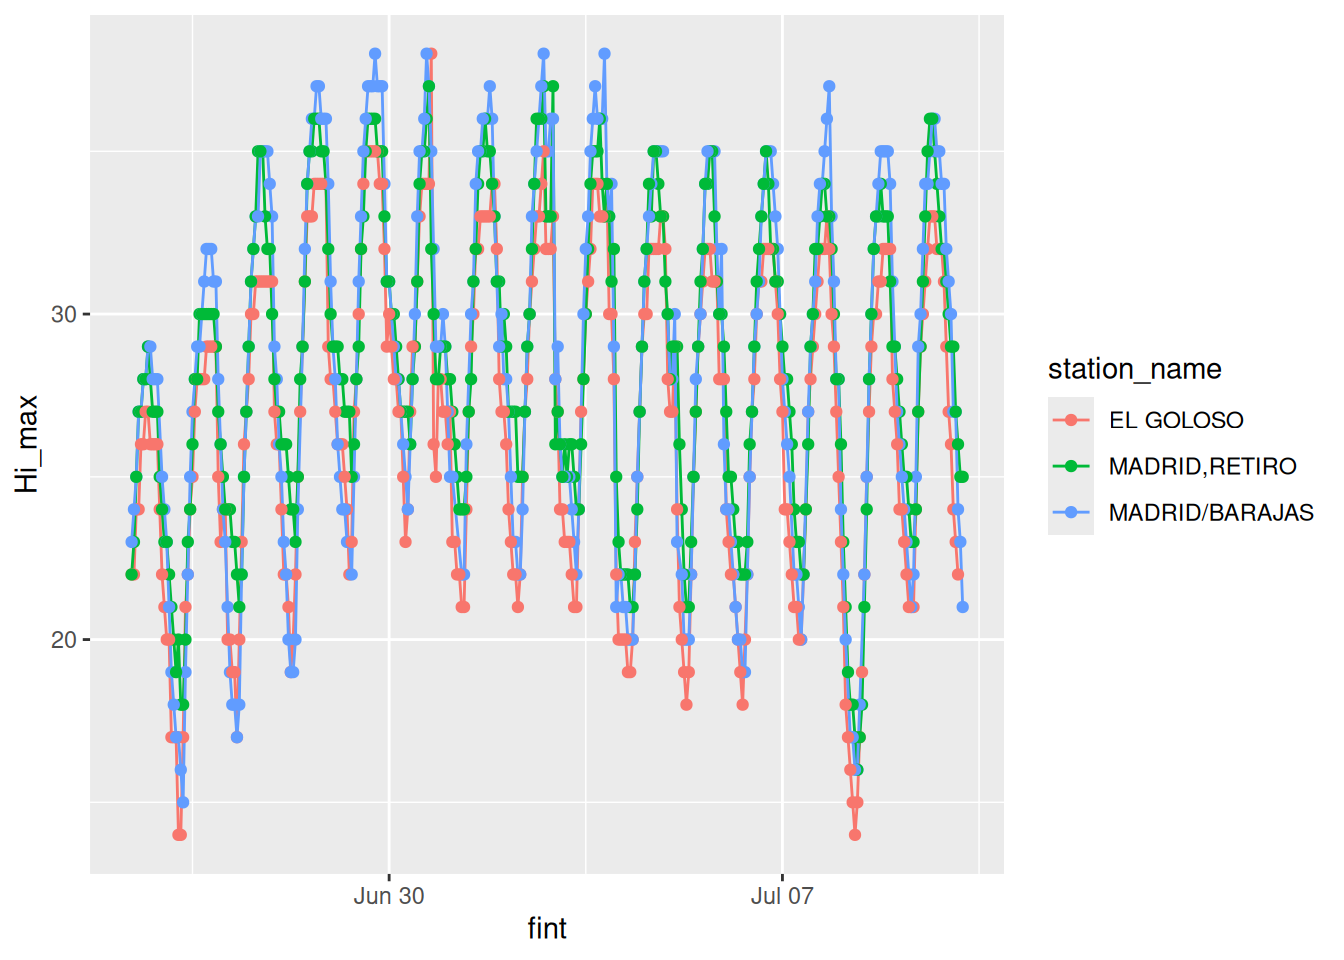 Hi_max
30
20
Jun 30
Jul 07
fint
station_name
EL GOLOSO
MADRID,RETIRO
MADRID/BARAJAS